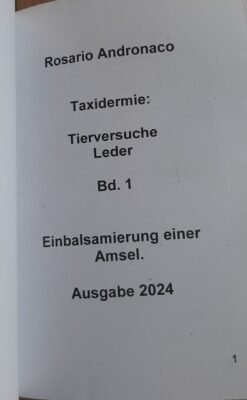 Rosario Andronaco
Taxidermie:
Tierversuche
Leder
Bd. 1
Einbalsamierung einer
Amsel.
Ausgabe 2024
1